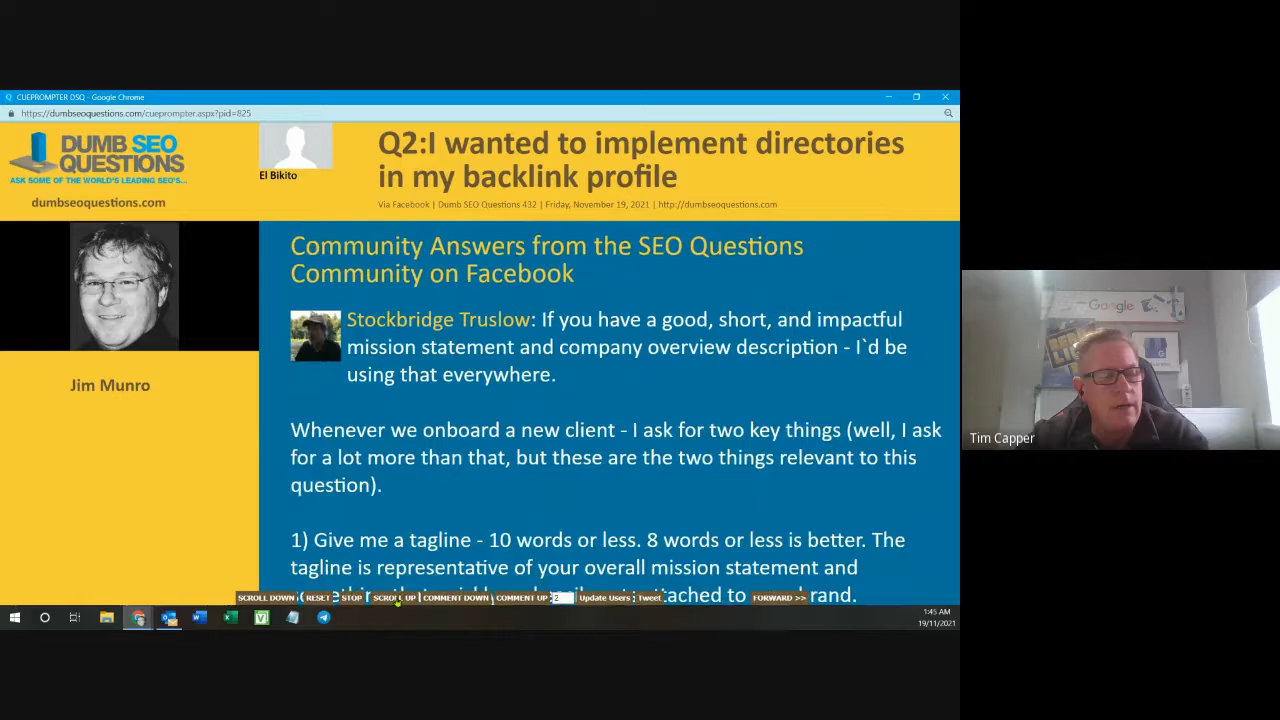 CUEPROMPTER DSQ - Google Chrome
https://dumbseoquestions.com/cueprompter.aspx?pid=825
DUMB SEO
QUESTIONS
ASK SOME OF THE WORLD'S LEADING SEO'S...
dumbseoquestions.com
El Bikito
Q2:I wanted to implement directories
in my backlink profile
Via Facebook | Dumb SEO Questions 432 | Friday, November 19, 2021 | http://dumbseoquestions.com
Jim Munro
Community Answers from the SEO Questions
Community on Facebook
Stockbridge Truslow: If you have a good, short, and impactful
mission statement and company overview description - I`d be
using that everywhere.
Whenever we onboard a new client - I ask for two key things (well, I ask
for a lot more than that, but these are the two things relevant to this
question).
1) Give me a tagline - 10 words or less. 8 words or less is better. The
tagline is representative of your overall mission statement and
attached to rand.
SCROLL DOWN RESET STOP SCROLL UP COMMENT DOWN COMMENT UP 2 Update Users Tweet FORWARD >>
1:45 AM
19/11/2021
Google
Tim Capper